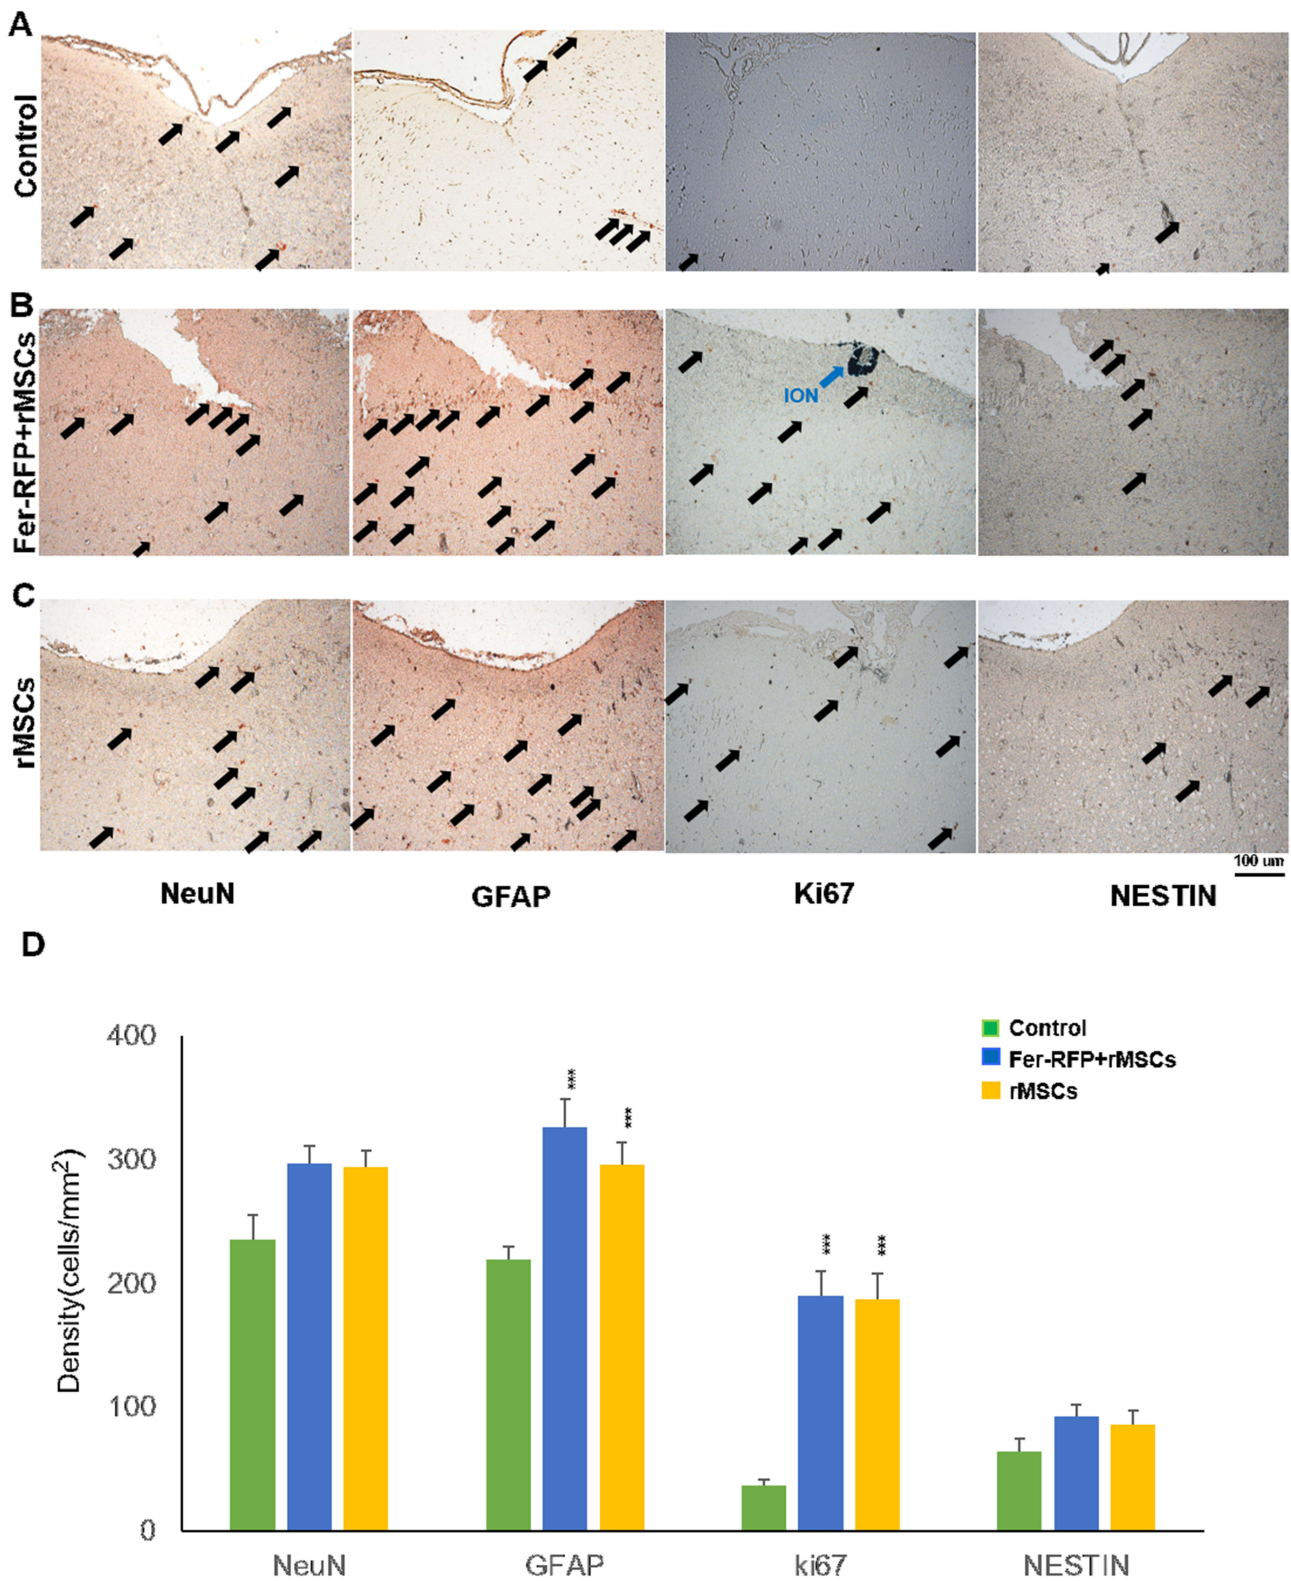 A
Control
B
Fer-RFP+rMSCs
ION
C
rMSCs
100 um
NeuN
GFAP
Ki67
NESTIN
D
Density(cells/mm²)
400
300
200
100
0
***
***
***
***
Control
Fer-RFP+rMSCs
rMSCs
NeuN
GFAP
ki67
NESTIN